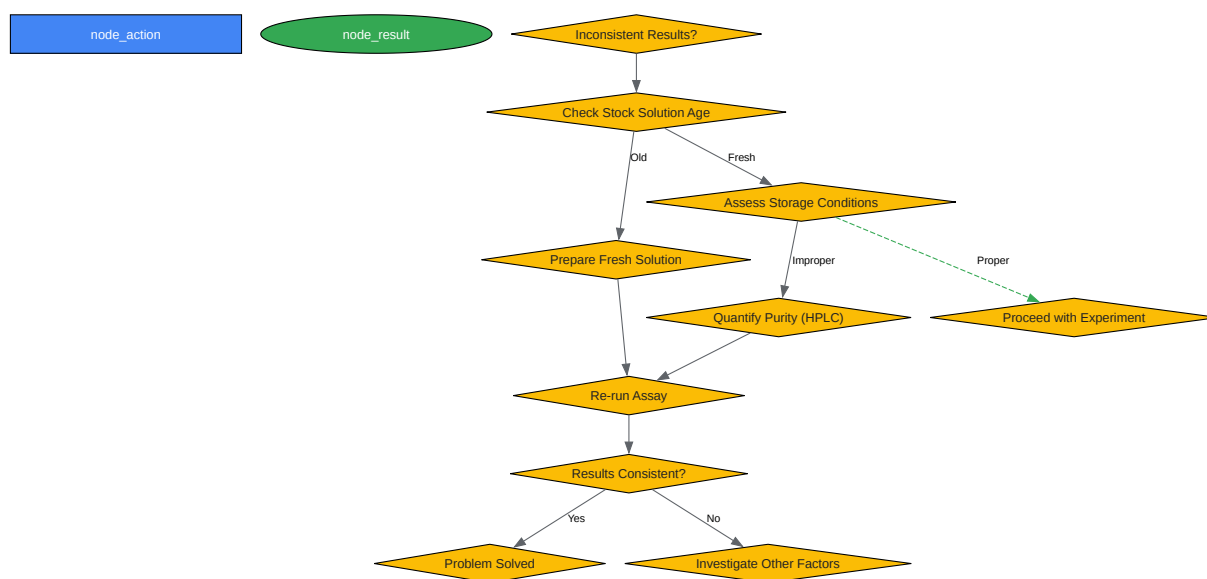 node_action
node_result
Inconsistent Results?
Check Stock Solution Age
Old
Fresh
Assess Storage Conditions
Prepare Fresh Solution
Improper
Proper
Quantify Purity (HPLC)
Proceed with Experiment
Re-run Assay
Results Consistent?
Yes
No
Problem Solved
Investigate Other Factors